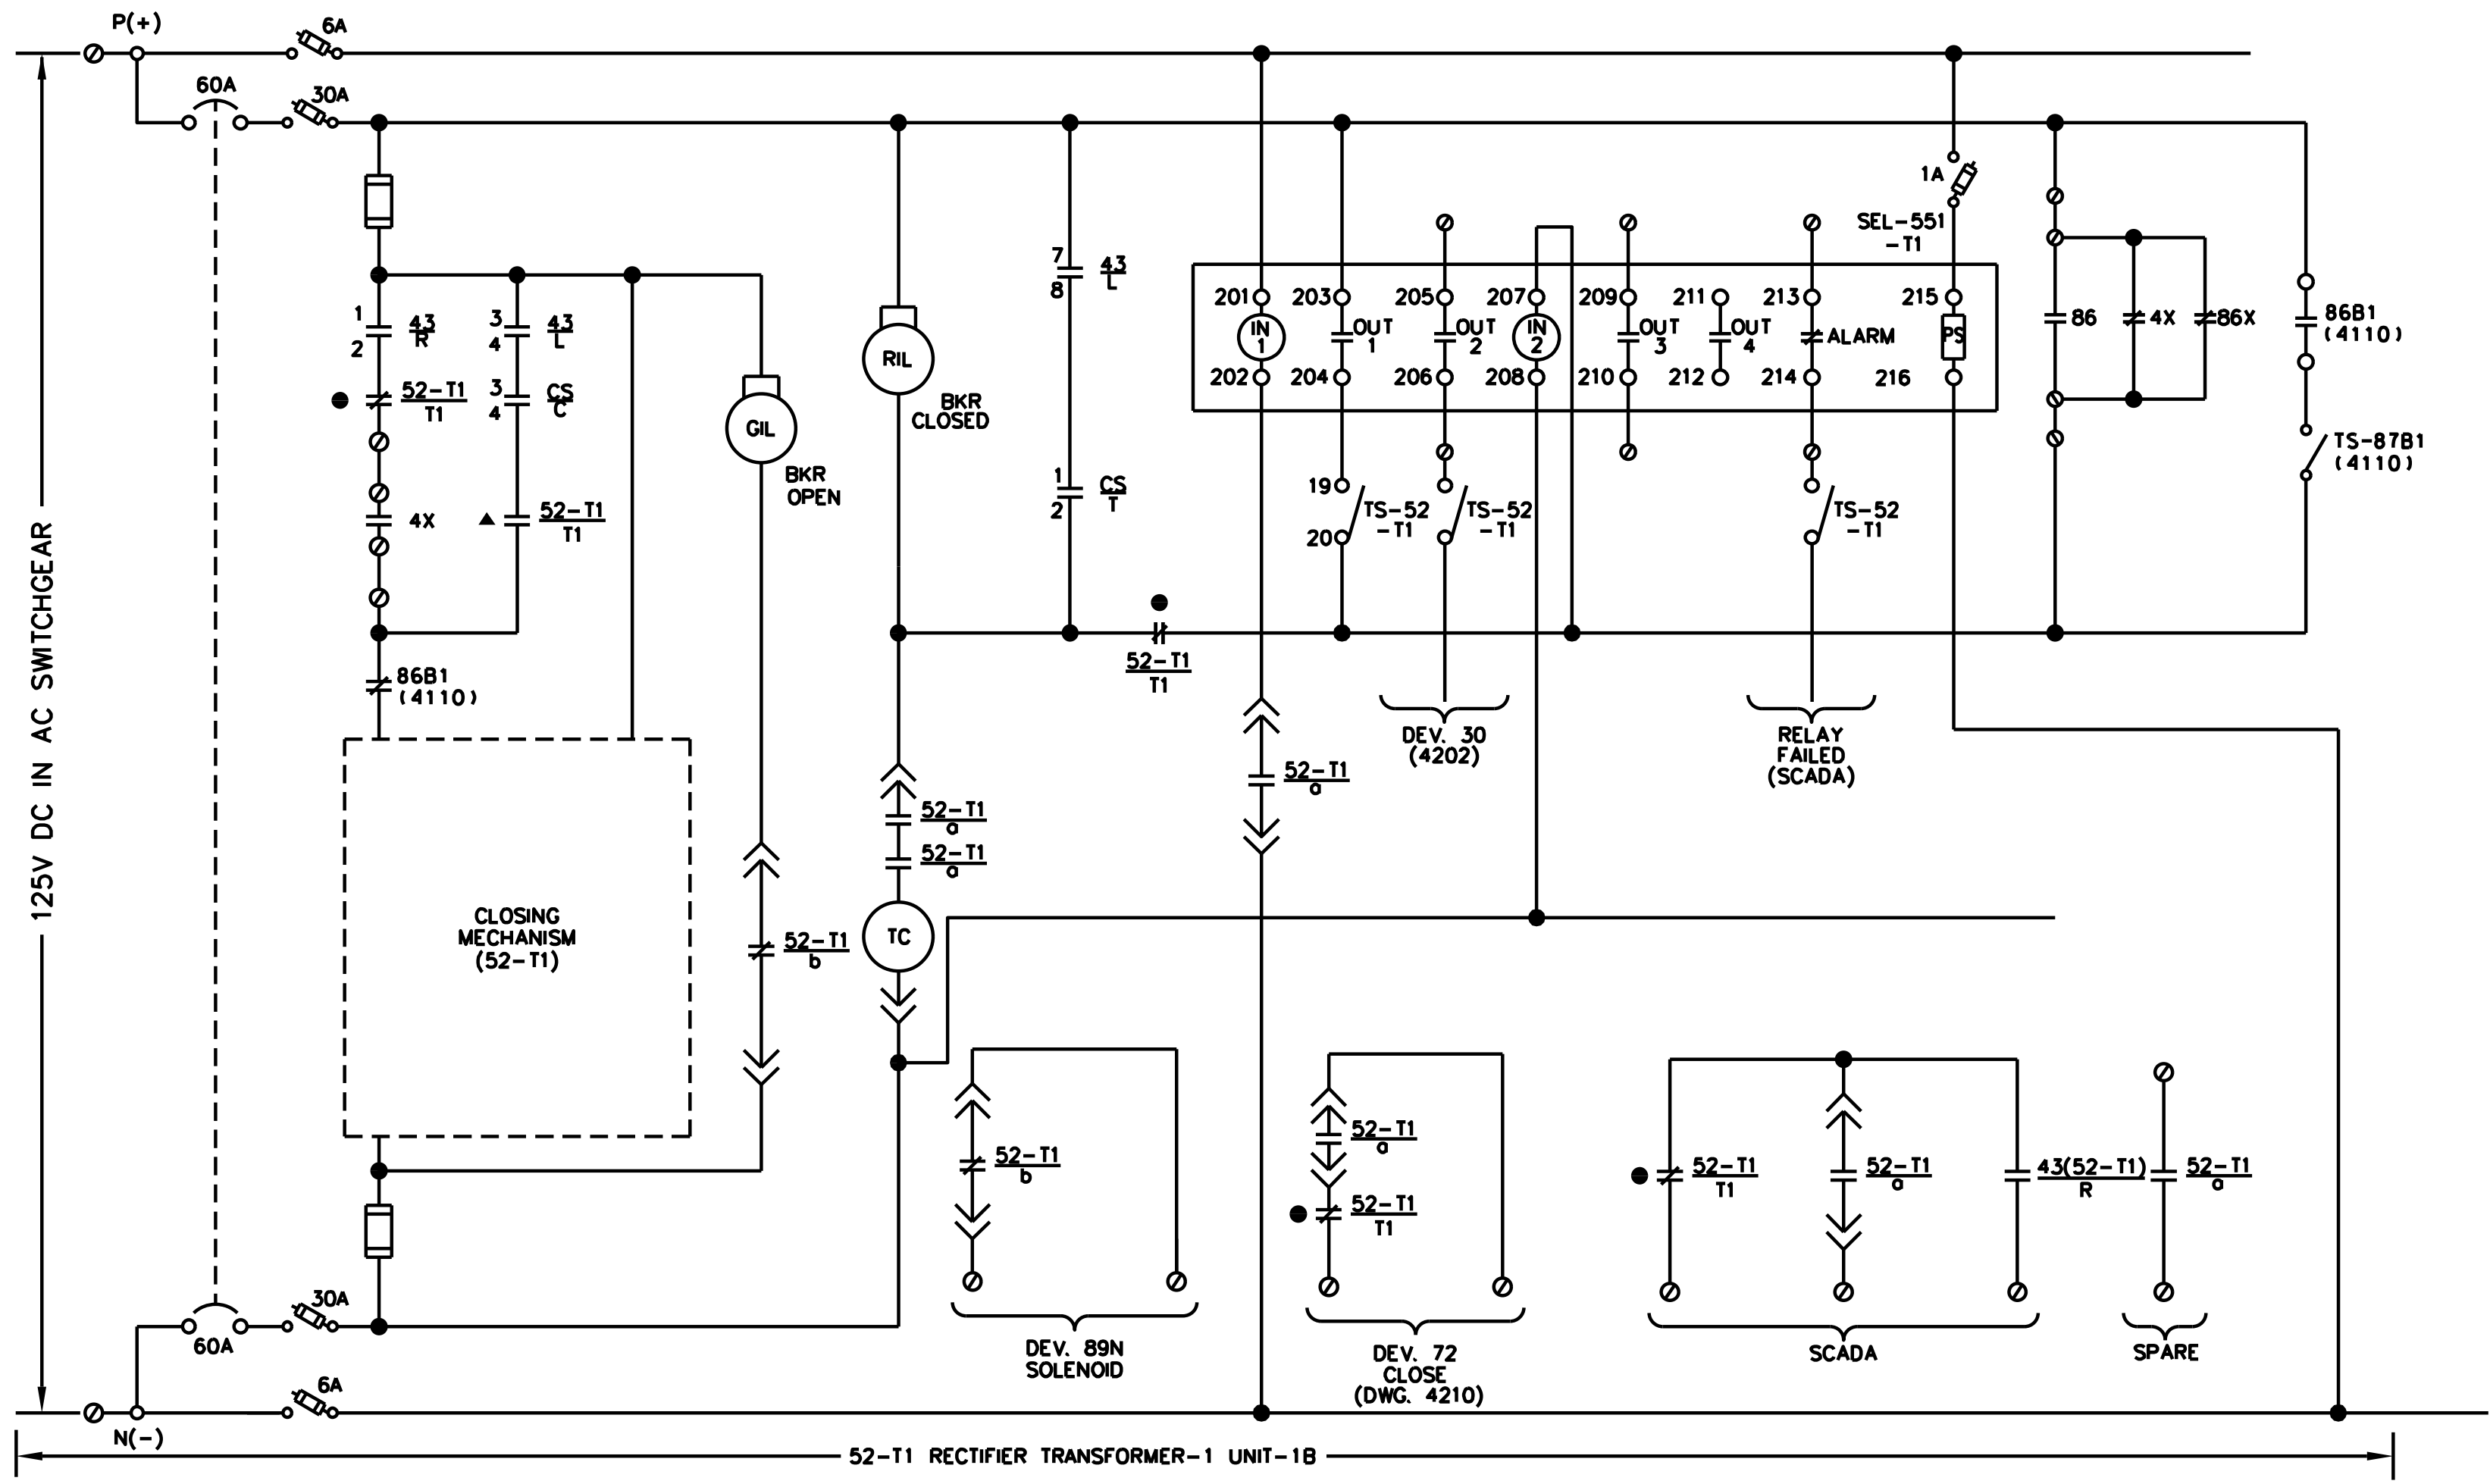 P(+)
6A
60A
30A
1A
SEL-551
-T1
7
8
43
L
1
2
43
R
3
4
43
L
52-T1
T1
3
4
CS
C
4X
52-T1
T1
86B1
(4110)
GIL
BKR
OPEN
RIL
BKR
CLOSED
1
2
CS
T
52-T1
T1
201
IN
1
202
203
OUT
1
204
205
OUT
2
206
207
IN
2
208
209
OUT
3
210
211
OUT
4
212
213
ALARM
214
215
PS
216
19
20
TS-52
-T1
TS-52
-T1
TS-52
-T1
86
4X
86X
86B1
(4110)
TS-87B1
(4110)
DEV. 30
(4202)
RELAY
FAILED
(SCADA)
125V DC IN AC SWITCHGEAR
CLOSING
MECHANISM
(52-T1)
52-T1
b
52-T1
a
52-T1
a
TC
52-T1
a
52-T1
b
DEV. 89N
SOLENOID
52-T1
a
52-T1
T1
DEV. 72
CLOSE
(DWG. 4210)
52-T1
T1
52-T1
a
43(52-T1)
R
SCADA
52-T1
a
SPARE
30A
60A
6A
N(-)
52-T1 RECTIFIER TRANSFORMER-1 UNIT-1B